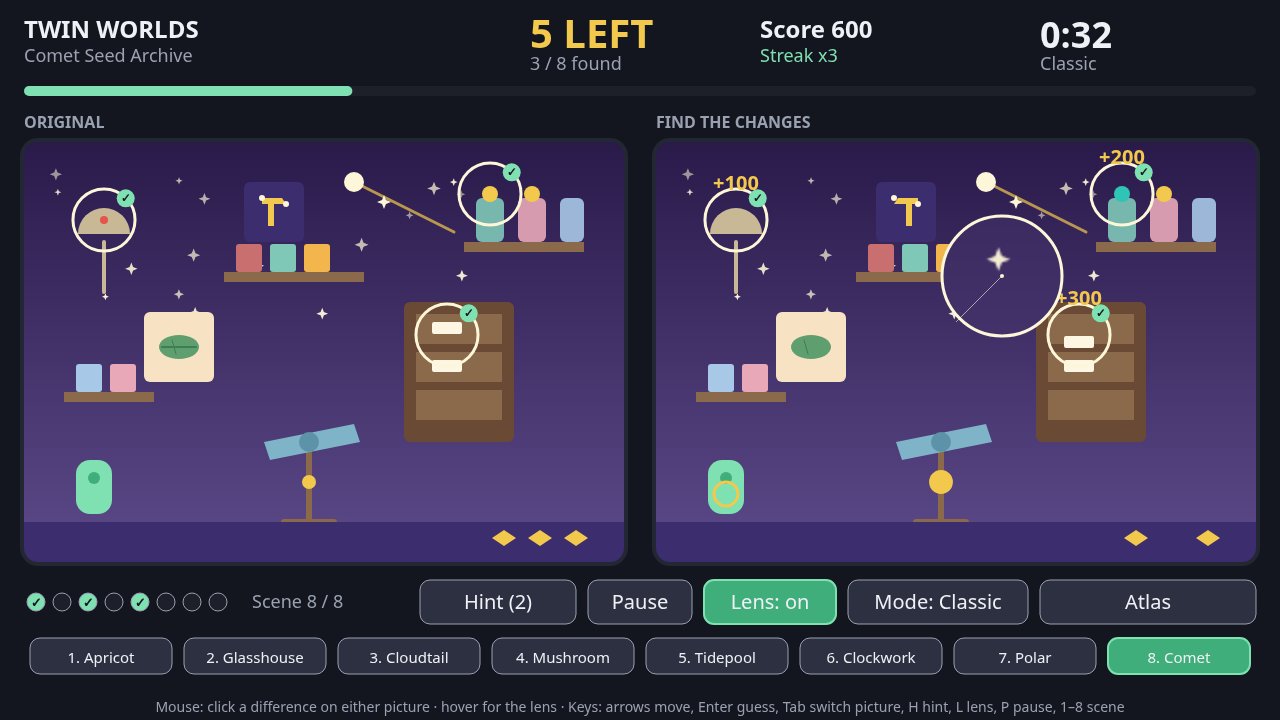 TWIN WORLDS
Comet Seed Archive
5 LEFT
3 / 8 found
Score 600
Streak x3
0:32
Classic
ORIGINAL
FIND THE CHANGES
T
+100
T
+200
+300
Scene 8 / 8
Hint (2)
Pause
Lens: on
Mode: Classic
Atlas
1. Apricot
2. Glasshouse
3. Cloudtail
4. Mushroom
5. Tidepool
6. Clockwork
7. Polar
8. Comet
Mouse: click a difference on either picture · hover for the lens · Keys: arrows move, Enter guess, Tab switch picture, H hint, L lens, P pause, 1–8 scene